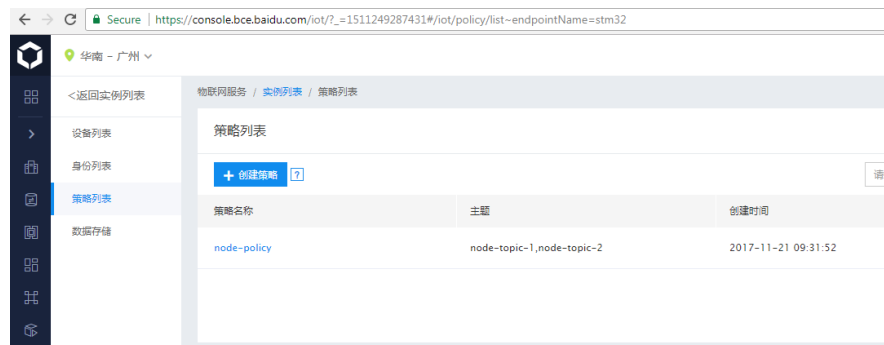 Secure | https://console.bce.baidu.com/iot/?_=1511249287431#/iot/policy/list~endpointName=stm32
华南 - 广州
<返回实例列表
物联网服务 / 实例列表 / 策略列表
设备列表
身份列表
策略列表
数据存储
策略列表
+ 创建策略 ?
请
策略名称 主题 创建时间
node-policy node-topic-1,node-topic-2 2017-11-21 09:31:52